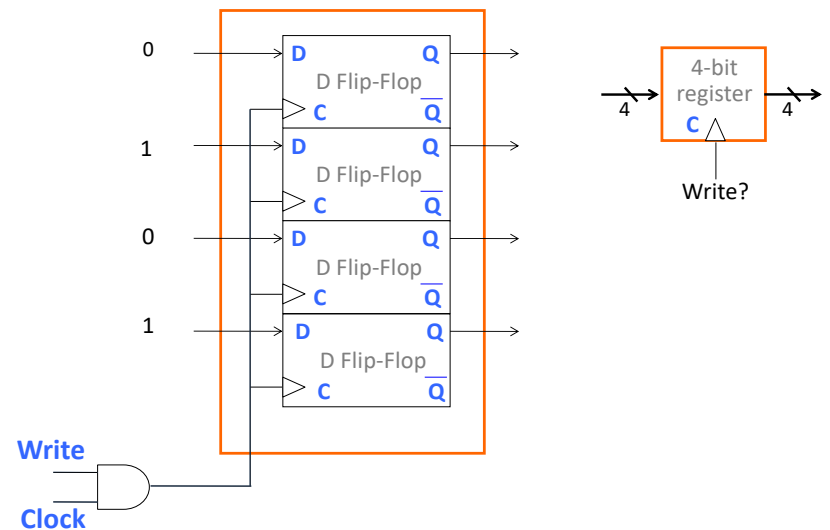 0
D Q
D Flip-Flop
C Q
1
D Q
D Flip-Flop
C Q
0
D Q
D Flip-Flop
C Q
1
D Q
D Flip-Flop
C Q
Write
Clock
4-bit
register
4
4
C
Write?